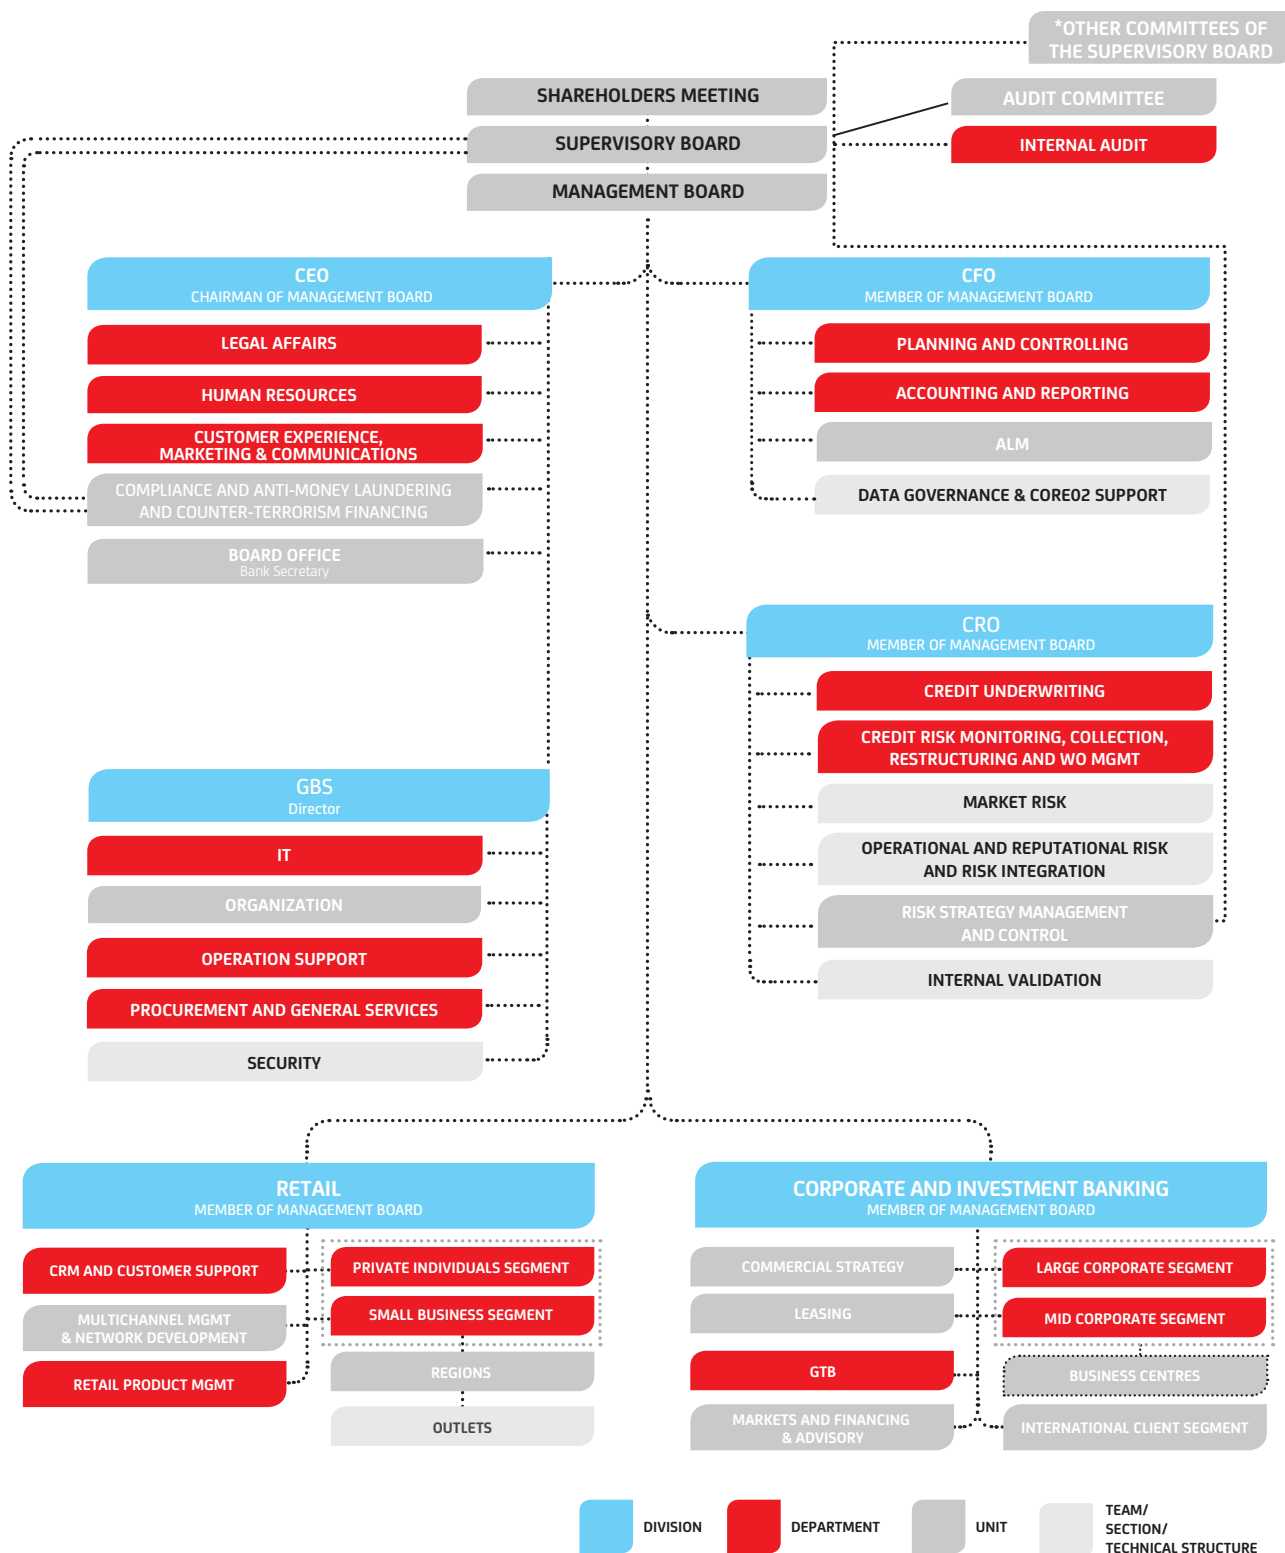 *OTHER COMMITTEES OF
THE SUPERVISORY BOARD
SHAREHOLDERS MEETING
AUDIT COMMITTEE
SUPERVISORY BOARD
INTERNAL AUDIT
MANAGEMENT BOARD
CEO
CHAIRMAN OF MANAGEMENT BOARD
LEGAL AFFAIRS
HUMAN RESOURCES
CUSTOMER EXPERIENCE,
MARKETING & COMMUNICATIONS
COMPLIANCE AND ANTI-MONEY LAUNDERING
AND COUNTER-TERRORISM FINANCING
BOARD OFFICE
Bank Secretary
CFO
MEMBER OF MANAGEMENT BOARD
PLANNING AND CONTROLLING
ACCOUNTING AND REPORTING
ALM
DATA GOVERNANCE & CORE02 SUPPORT
CRO
MEMBER OF MANAGEMENT BOARD
CREDIT UNDERWRITING
CREDIT RISK MONITORING, COLLECTION,
RESTRUCTURING AND WO MGMT
MARKET RISK
OPERATIONAL AND REPUTATIONAL RISK
AND RISK INTEGRATION
RISK STRATEGY MANAGEMENT
AND CONTROL
INTERNAL VALIDATION
GBS
Director
IT
ORGANIZATION
OPERATION SUPPORT
PROCUREMENT AND GENERAL SERVICES
SECURITY
RETAIL
MEMBER OF MANAGEMENT BOARD
CRM AND CUSTOMER SUPPORT
MULTICHANNEL MGMT
& NETWORK DEVELOPMENT
RETAIL PRODUCT MGMT
PRIVATE INDIVIDUALS SEGMENT
SMALL BUSINESS SEGMENT
REGIONS
OUTLETS
CORPORATE AND INVESTMENT BANKING
MEMBER OF MANAGEMENT BOARD
COMMERCIAL STRATEGY
LEASING
GTB
MARKETS AND FINANCING
& ADVISORY
LARGE CORPORATE SEGMENT
MID CORPORATE SEGMENT
BUSINESS CENTRES
INTERNATIONAL CLIENT SEGMENT
DIVISION
DEPARTMENT
UNIT
TEAM/
SECTION/
TECHNICAL STRUCTURE